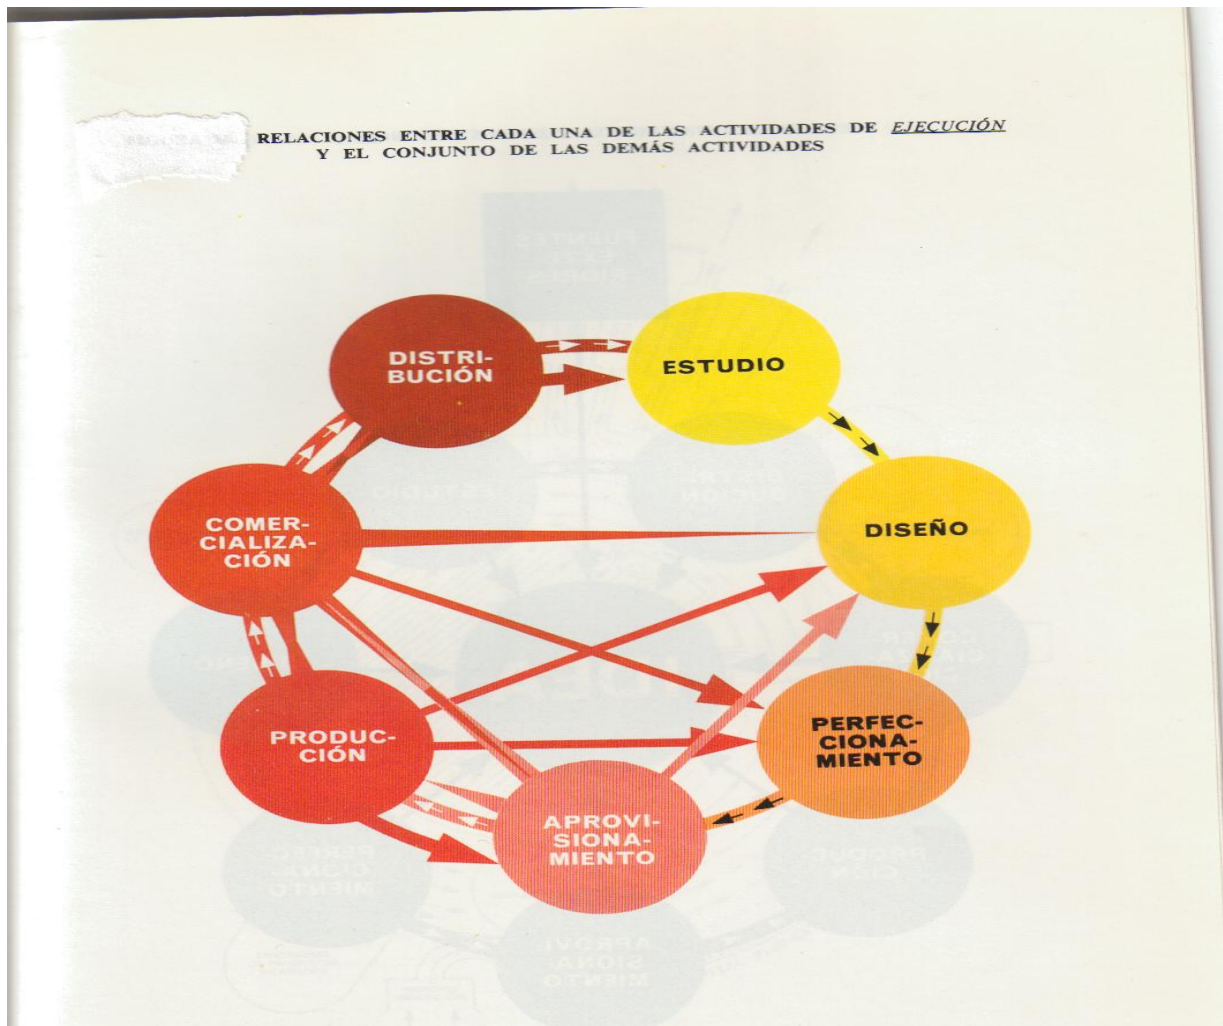 RELACIONES ENTRE CADA UNA DE LAS ACTIVIDADES DE EJECUCIÓN
Y EL CONJUNTO DE LAS DEMÁS ACTIVIDADES
DISTRI-
BUCIÓN
ESTUDIO
COMER-
CIALIZA-
CIÓN
DISEÑO
PRODUC-
CIÓN
PERFEC-
CIONA-
MIENTO
APROVI-
SIONA-
MIENTO